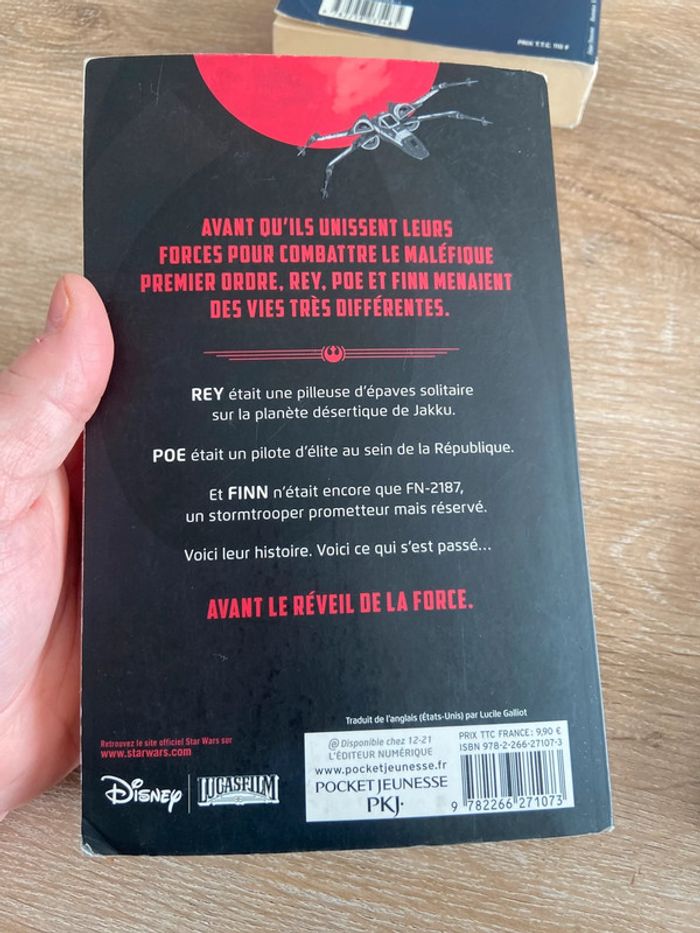 PRIX T.T.C.
AVANT QU'ILS UNISSENT LEURS
FORCES POUR COMBATTRE LE MALÉFIQUE
PREMIER ORDRE, REY, POE ET FINN MENAIENT
DES VIES TRÈS DIFFÉRENTES.
REY était une pilleuse d'épaves solitaire
sur la planète désertique de Jakku.
POE était un pilote d'élite au sein de la République.
Et FINN n'était encore que FN-2187,
un stormtrooper prometteur mais réservé.
Voici leur histoire. Voici ce qui s'est passé...
AVANT LE RÉVEIL DE LA FORCE.
Traduit de l'anglais (États-Unis) par Lucile Galliot
Retrouvez le site officiel Star Wars sur
www.starwars.com
Disney
LUCASFILM
@ Disponible chez 12-21
L'ÉDITEUR NUMÉRIQUE
www.pocketjeunesse.fr
POCKET JEUNESSE
PKJ·
PRIX TTC FRANCE: 9,90 €
ISBN 978-2-266-27107-3
9 782266 271073